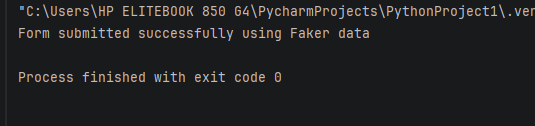 "C:\Users\HP ELITEBOOK 850 G4\PycharmProjects\PythonProject1\.ver
Form submitted successfully using Faker data
Process finished with exit code 0